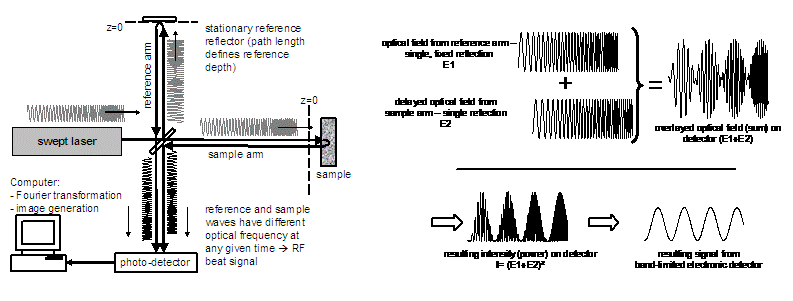 z=0
stationary reference
reflector (path length
defines reference
depth)
reference arm
z=0
swept laser
sample arm
sample
Computer:
- Fourier transformation
- image generation
reference and sample
waves have different
optical frequency at
any given time → RF
beat signal
photo-detector
optical field from reference arm –
single, fixed reflection
E1
+
delayed optical field from
sample arm – single reflection
E2
=
overlayed optical field (sum) on
detector (E1+E2)
resulting intensity (power) on detector
I= (E1+E2)²
resulting signal from
band-limited electronic detector